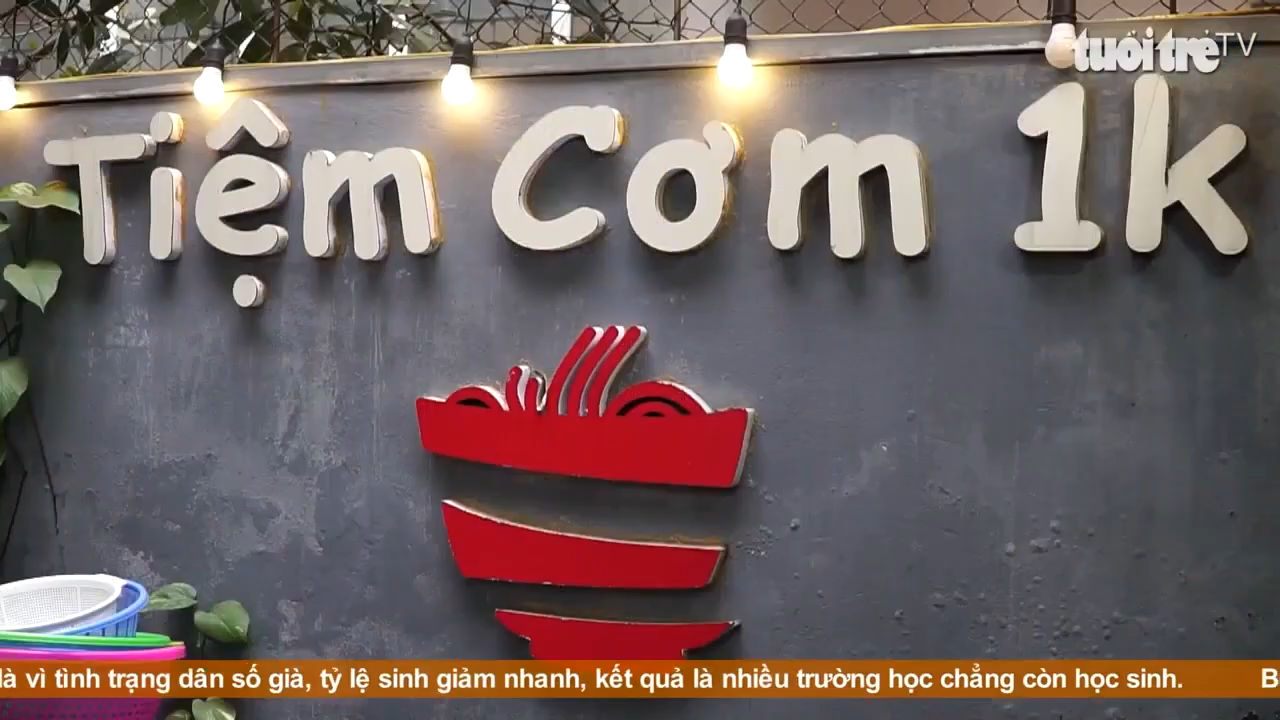 tuổi trẻ TV
Tiệm Cơm 1k
là vì tình trạng dân số già, tỷ lệ sinh giảm nhanh, kết quả là nhiều trường học chẳng còn học sinh. B